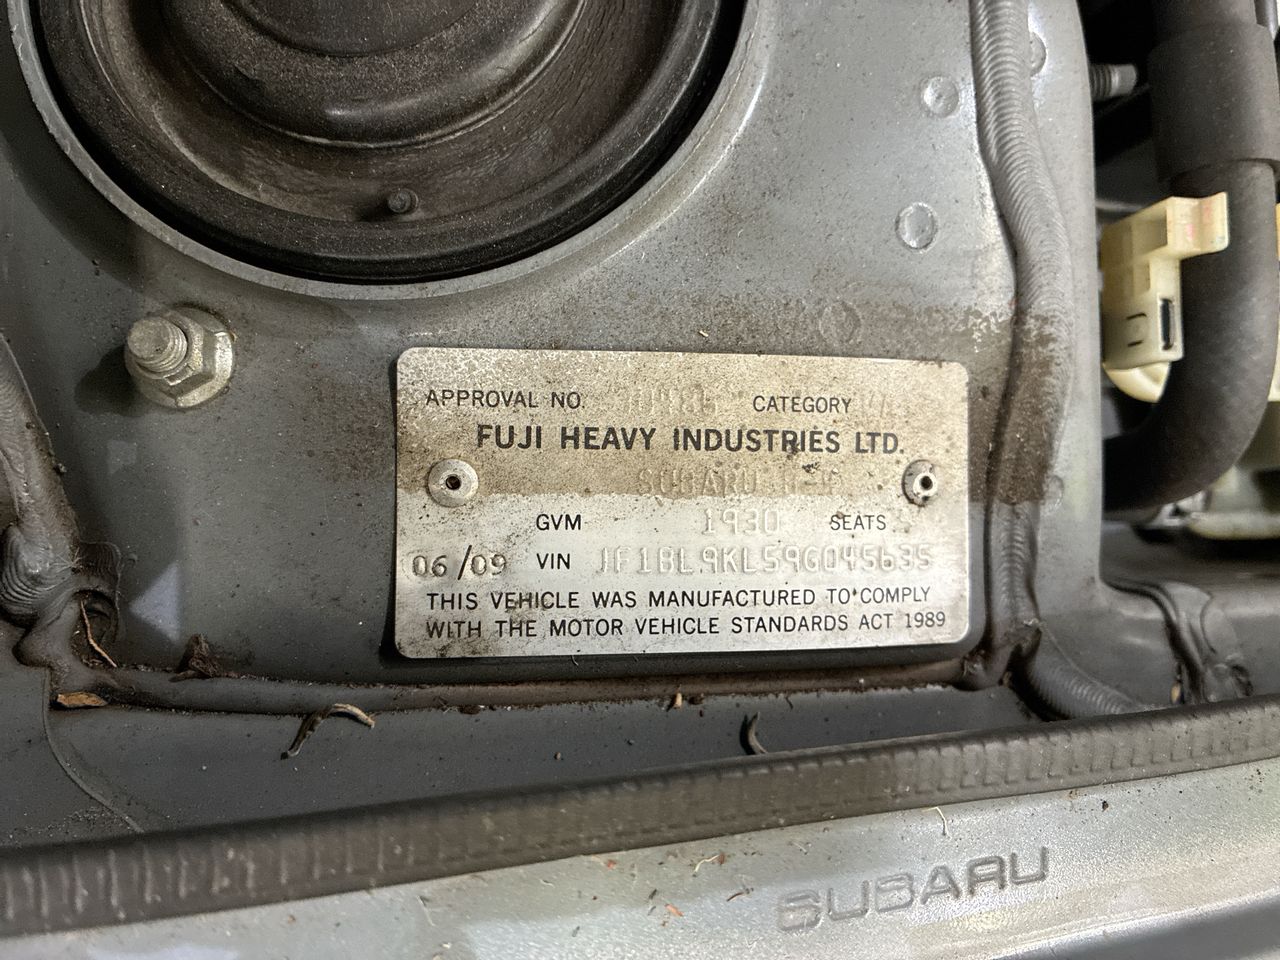 APPROVAL NO. CATEGORY
FUJI HEAVY INDUSTRIES LTD.
SUBARU
GVM 1930 SEATS
06/09 VIN JF1BL9KL59G045635
THIS VEHICLE WAS MANUFACTURED TO COMPLY
WITH THE MOTOR VEHICLE STANDARDS ACT 1989
SUBARU